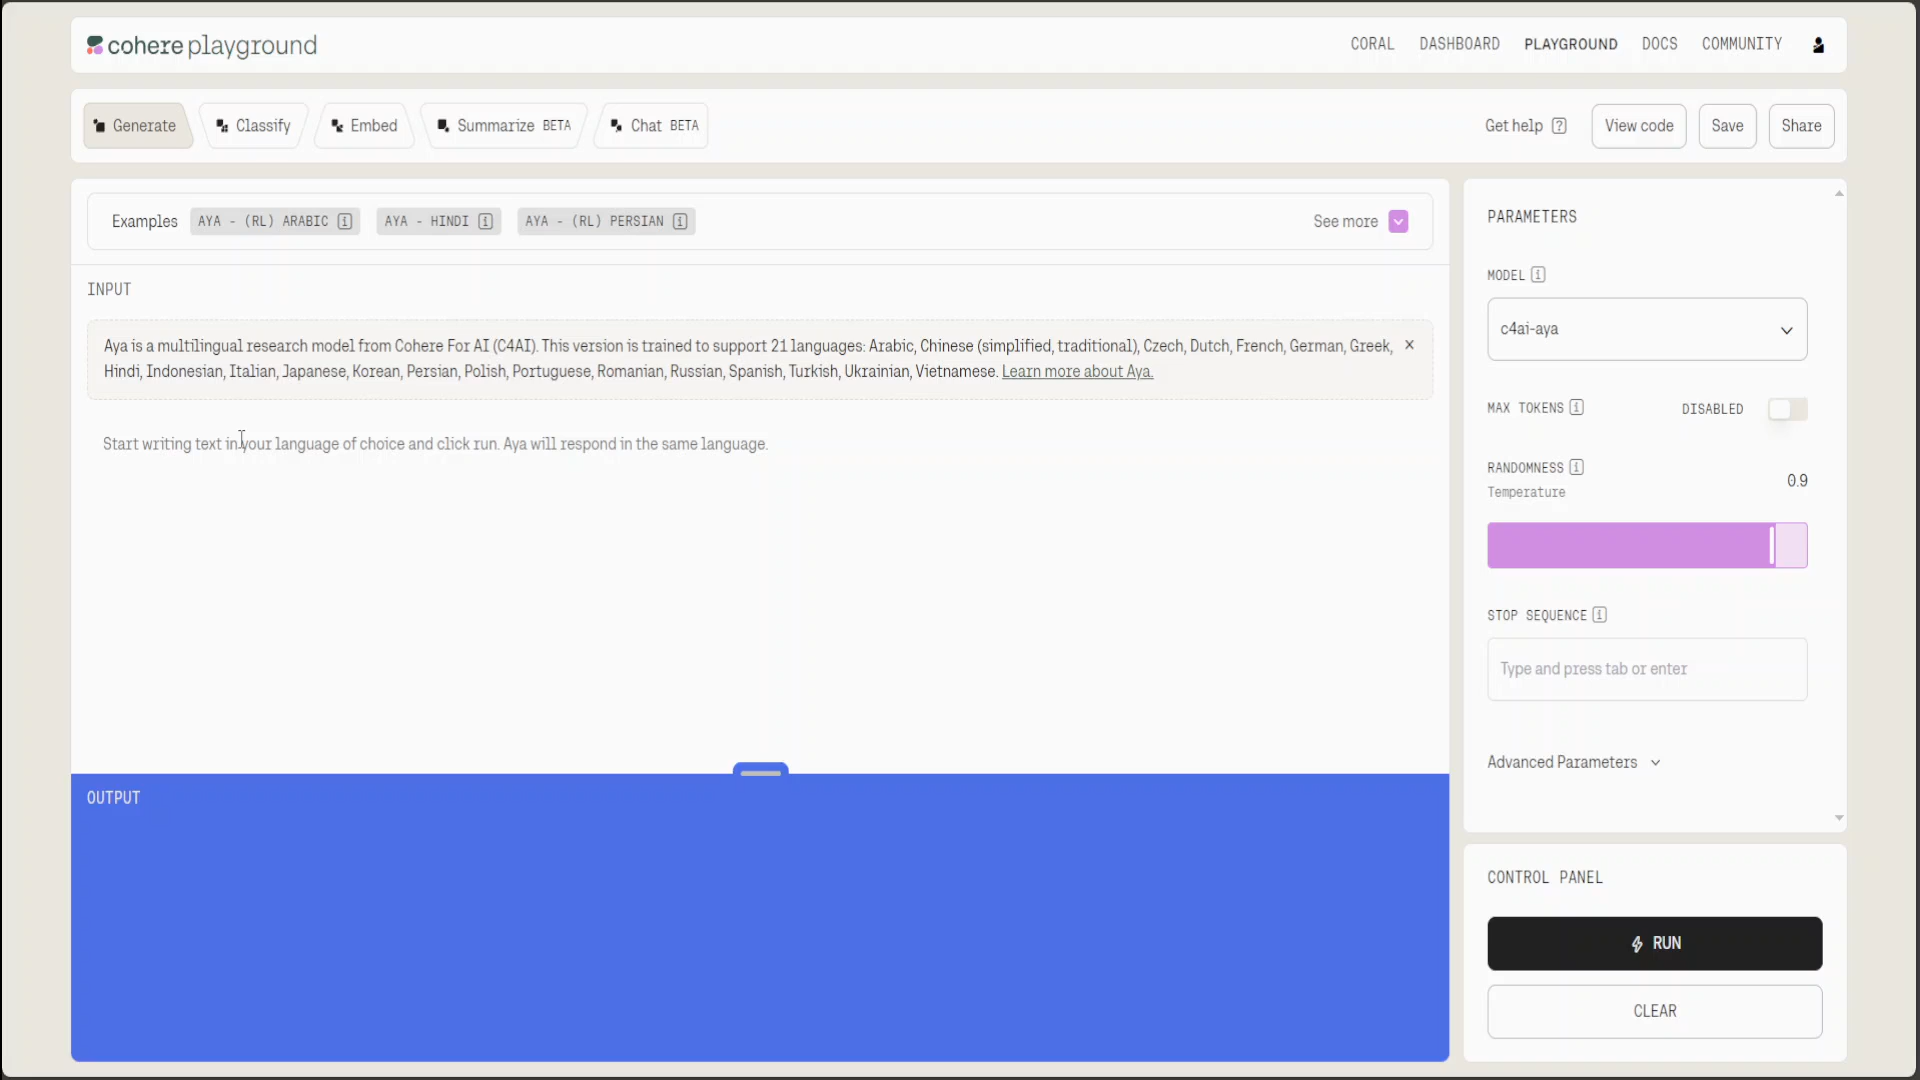 cohere playground
CORAL DASHBOARD PLAYGROUND DOCS COMMUNITY
Generate Classify Embed Summarize BETA Chat BETA
Get help ? View code Save Share
Examples AYA - (RL) ARABIC i AYA - HINDI i AYA - (RL) PERSIAN i See more
INPUT
Aya is a multilingual research model from Cohere For AI (C4AI). This version is trained to support 21 languages: Arabic, Chinese (simplified, traditional), Czech, Dutch, French, German, Greek,
Hindi, Indonesian, Italian, Japanese, Korean, Persian, Polish, Portuguese, Romanian, Russian, Spanish, Turkish, Ukrainian, Vietnamese. Learn more about Aya.
Start writing text in your language of choice and click run. Aya will respond in the same language.
OUTPUT
PARAMETERS
MODEL i
c4ai-aya
MAX TOKENS i DISABLED
RANDOMNESS i
Temperature 0.9
STOP SEQUENCE i
Type and press tab or enter
Advanced Parameters
CONTROL PANEL
RUN
CLEAR